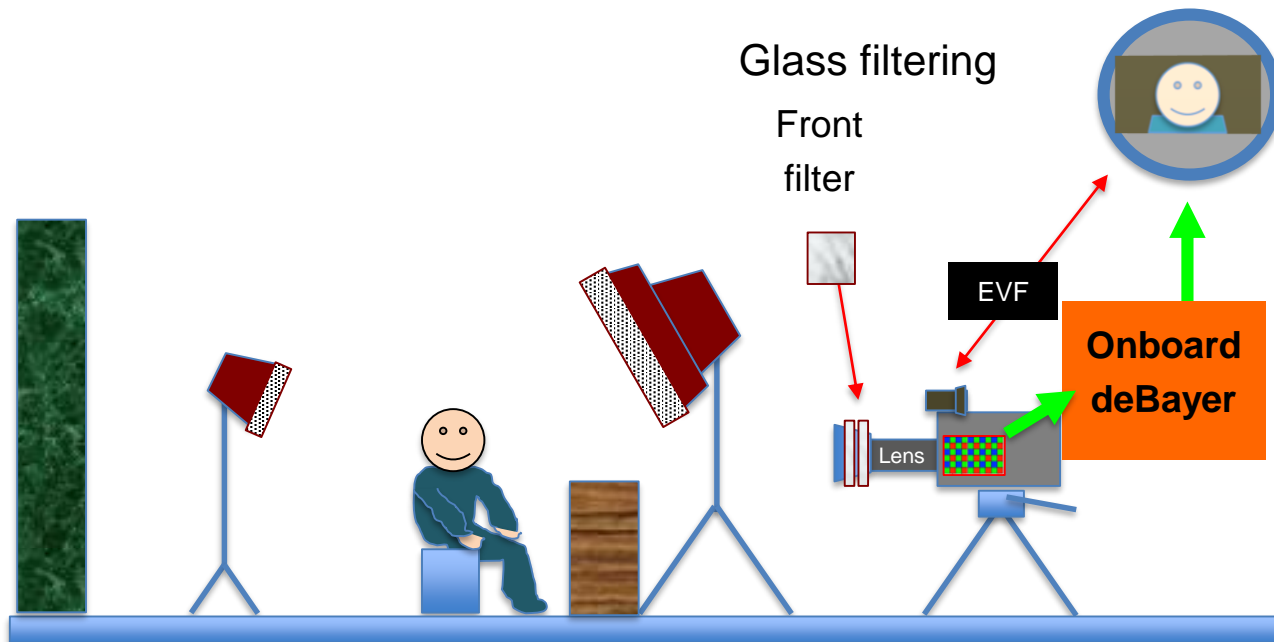 Glass filtering
Front
filter
EVF
Onboard
deBayer
Lens